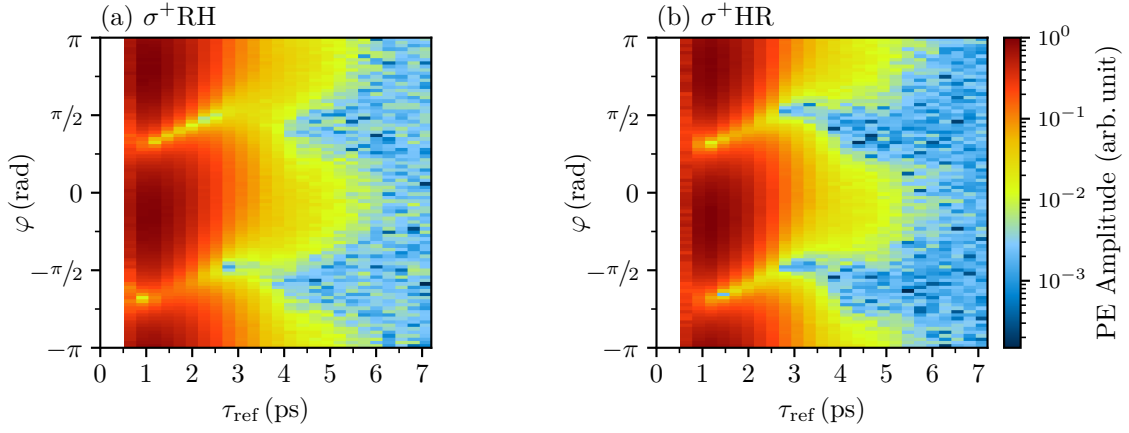 (a) σ⁺RH
(b) σ⁺HR
π
π/2
0
−π/2
−π
φ (rad)
0 1 2 3 4 5 6 7
τref (ps)
π
π/2
0
−π/2
−π
φ (rad)
0 1 2 3 4 5 6 7
τref (ps)
10⁰
10⁻¹
10⁻²
10⁻³
PE Amplitude (arb. unit)